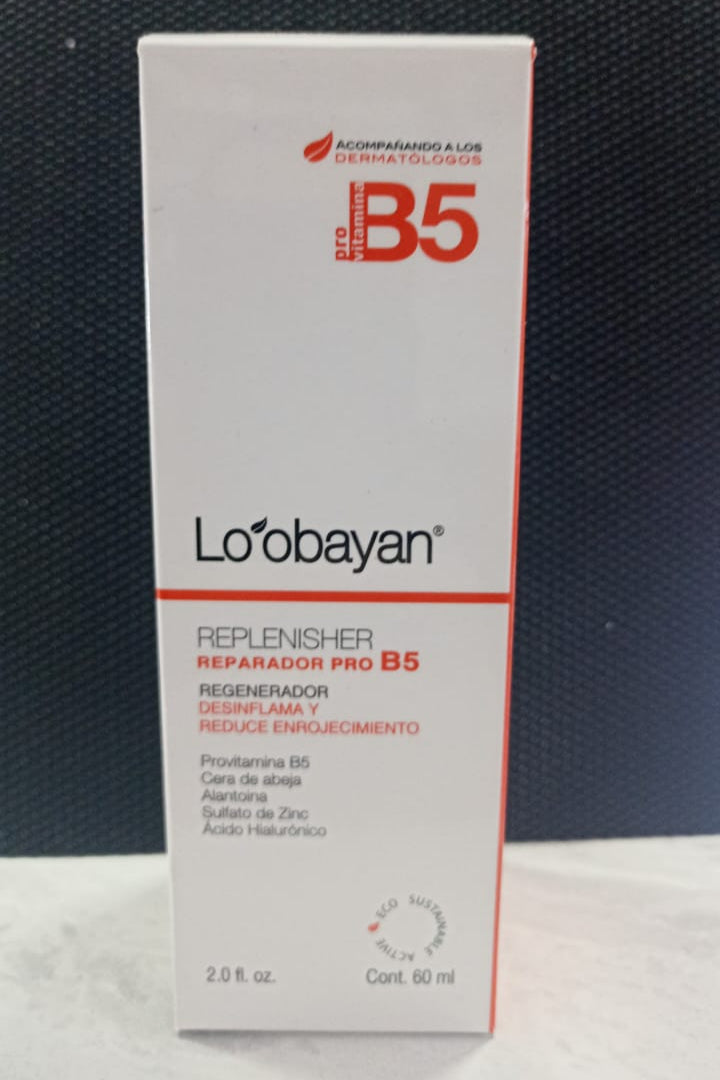 ACOMPAÑANDO A LOS
DERMATÓLOGOS
pro
vitamina
B5
Lo'obayan®
REPLENISHER
REPARADOR PRO B5
REGENERADOR
DESINFLAMA Y
REDUCE ENROJECIMIENTO
Provitamina B5
Cera de abeja
Alantoina
Sulfato de Zinc
Ácido Hialurónico
ECO SUSTAINABLE ACTIVE
2.0 fl. oz.
Cont. 60 ml